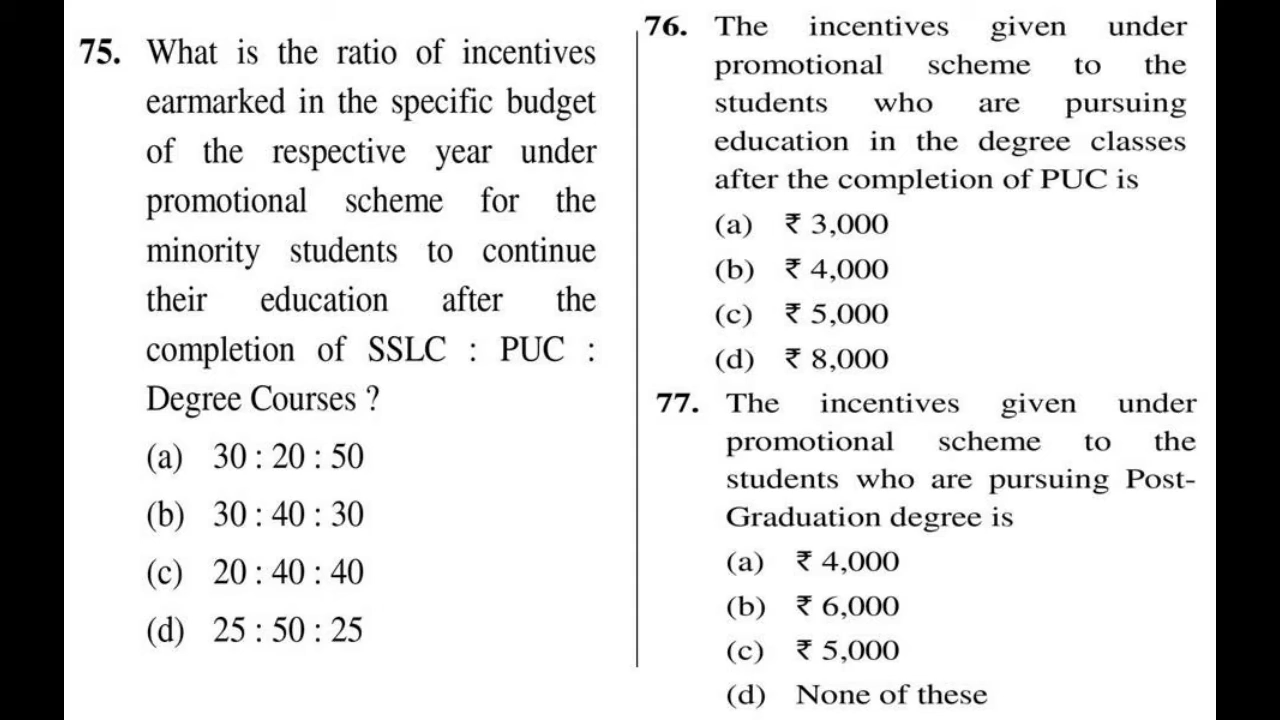 75. What is the ratio of incentives
earmarked in the specific budget
of the respective year under
promotional scheme for the
minority students to continue
their education after the
completion of SSLC : PUC :
Degree Courses ?
(a) 30 : 20 : 50
(b) 30 : 40 : 30
(c) 20 : 40 : 40
(d) 25 : 50 : 25
76. The incentives given under
promotional scheme to the
students who are pursuing
education in the degree classes
after the completion of PUC is
(a) ₹ 3,000
(b) ₹ 4,000
(c) ₹ 5,000
(d) ₹ 8,000
77. The incentives given under
promotional scheme to the
students who are pursuing Post-
Graduation degree is
(a) ₹ 4,000
(b) ₹ 6,000
(c) ₹ 5,000
(d) None of these